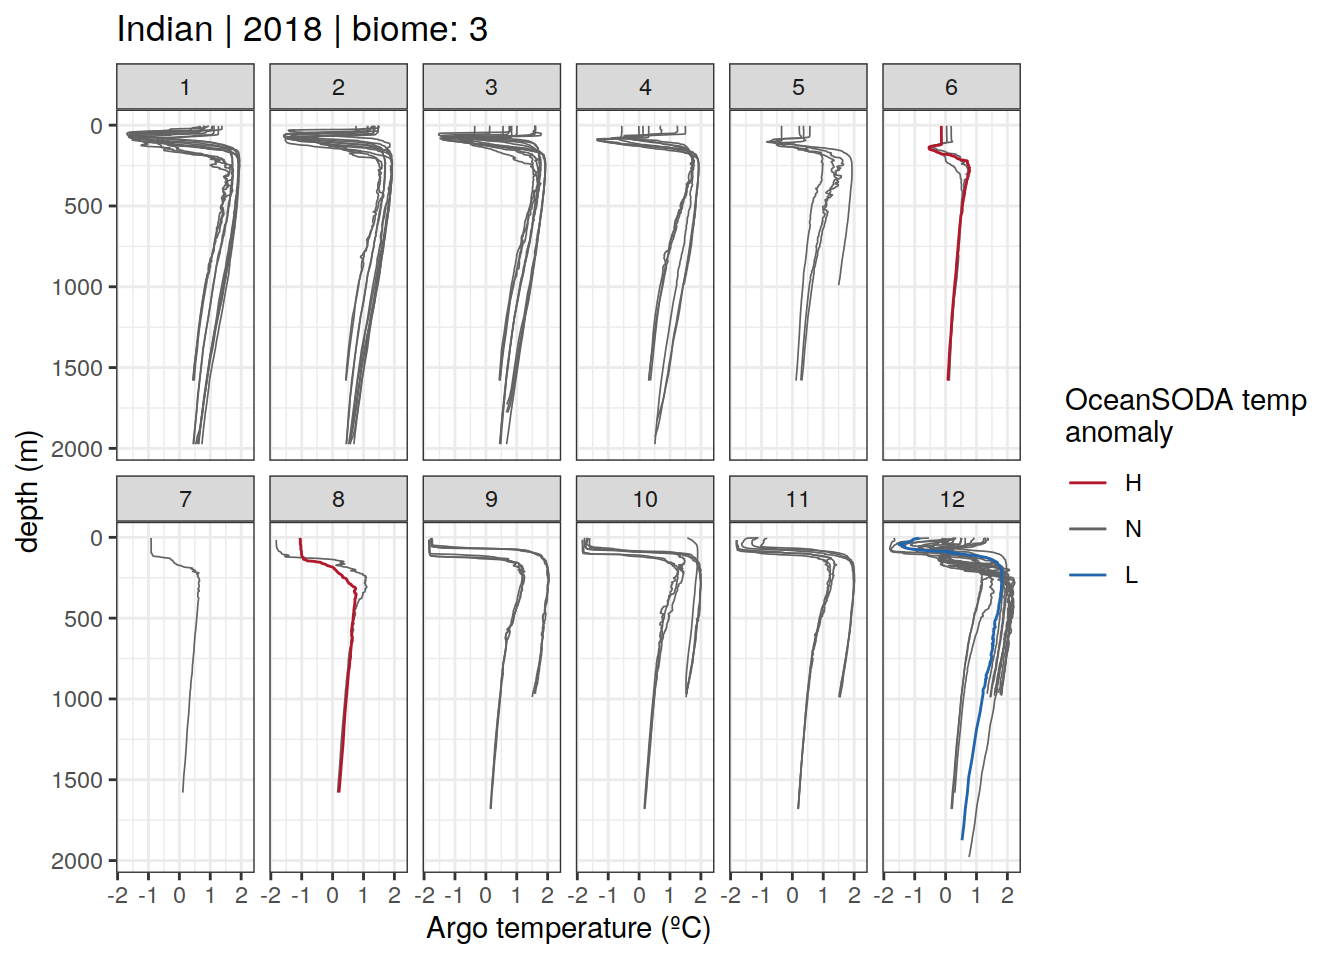 Indian | 2018 | biome: 3
1 2 3 4 5 6
0
500
1000
1500
2000
7 8 9 10 11 12
0
500
1000
1500
2000
-2 -1 0 1 2 -2 -1 0 1 2 -2 -1 0 1 2 -2 -1 0 1 2 -2 -1 0 1 2 -2 -1 0 1 2
Argo temperature (ºC)
depth (m)
OceanSODA temp
anomaly
H
N
L